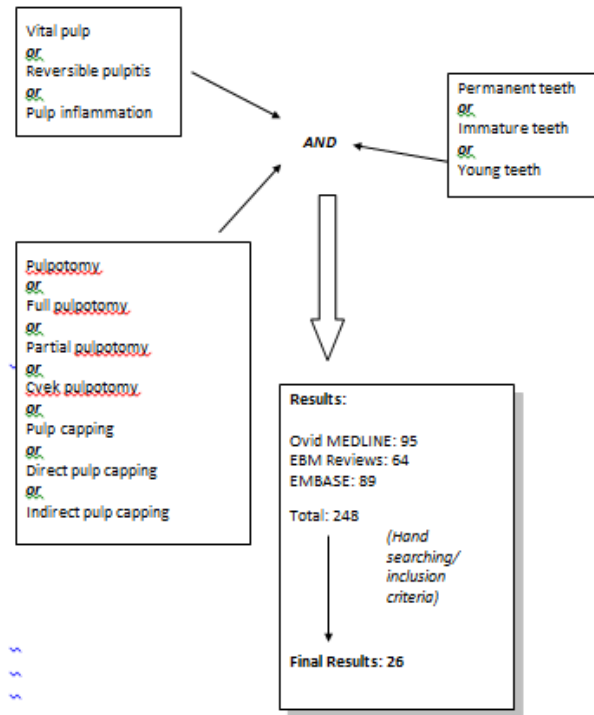 Vital pulp
or
Reversible pulpitis
or
Pulp inflammation
Permanent teeth
or
Immature teeth
or
Young teeth
AND
Pulpotomy
or
Full pulpotomy
or
Partial pulpotomy
or
Cvek pulpotomy
or
Pulp capping
or
Direct pulp capping
or
Indirect pulp capping
Results:
Ovid MEDLINE: 95
EBM Reviews: 64
EMBASE: 89
Total: 248
(Hand
searching/
inclusion
criteria)
Final Results: 26